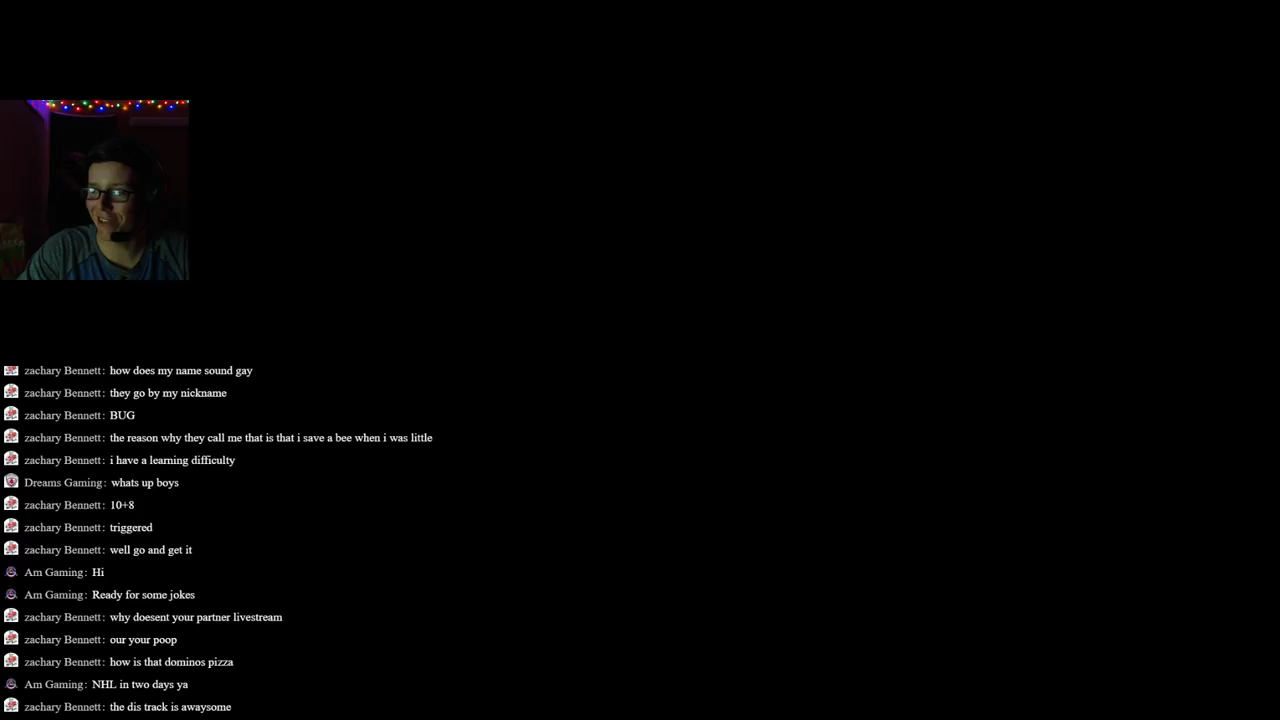 zachary Bennett: how does my name sound gay
zachary Bennett: they go by my nickname
zachary Bennett: BUG
zachary Bennett: the reason why they call me that is that i save a bee when i was little
zachary Bennett: i have a learning difficulty
Dreams Gaming: whats up boys
zachary Bennett: 10+8
zachary Bennett: triggered
zachary Bennett: well go and get it
Am Gaming: Hi
Am Gaming: Ready for some jokes
zachary Bennett: why doesent your partner livestream
zachary Bennett: our your poop
zachary Bennett: how is that dominos pizza
Am Gaming: NHL in two days ya
zachary Bennett: the dis track is awaysome